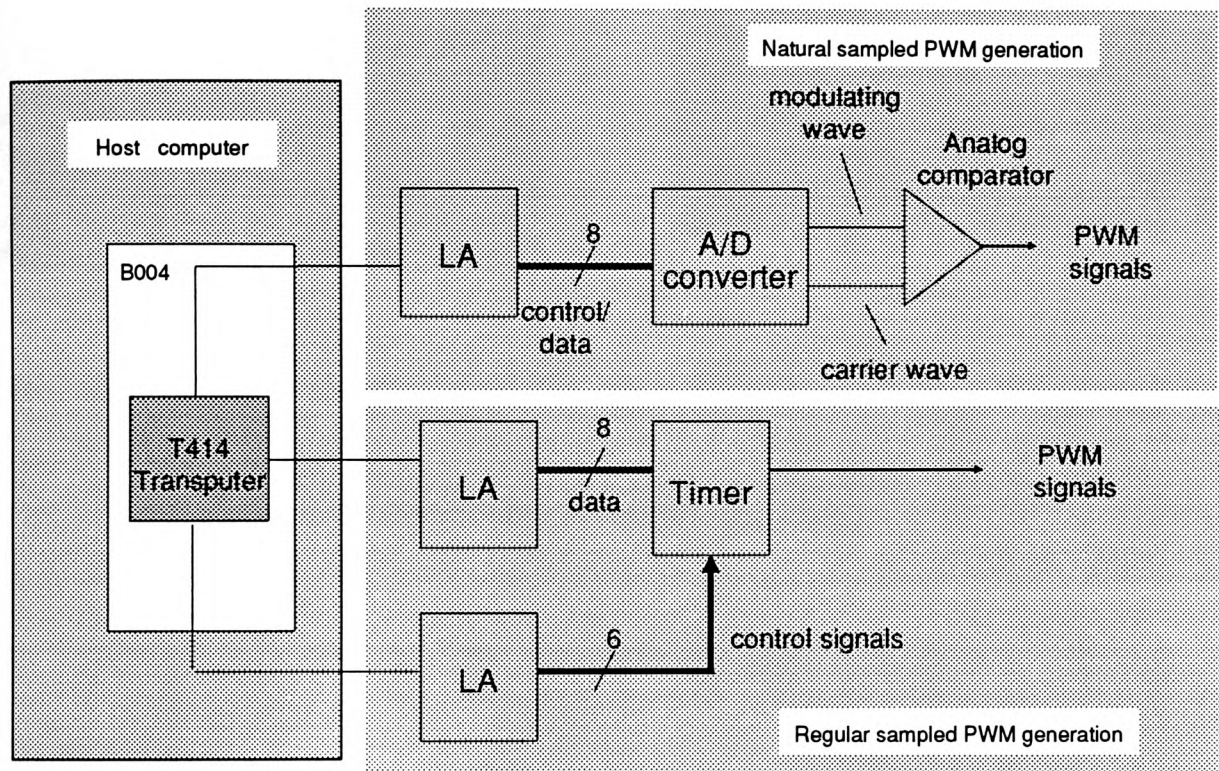 Natural sampled PWM generation
Host computer
modulating
wave
Analog
comparator
B004
LA
8
control/
data
A/D
converter
PWM
signals
carrier wave
T414
Transputer
LA
8
data
Timer
PWM
signals
LA
6
control signals
Regular sampled PWM generation